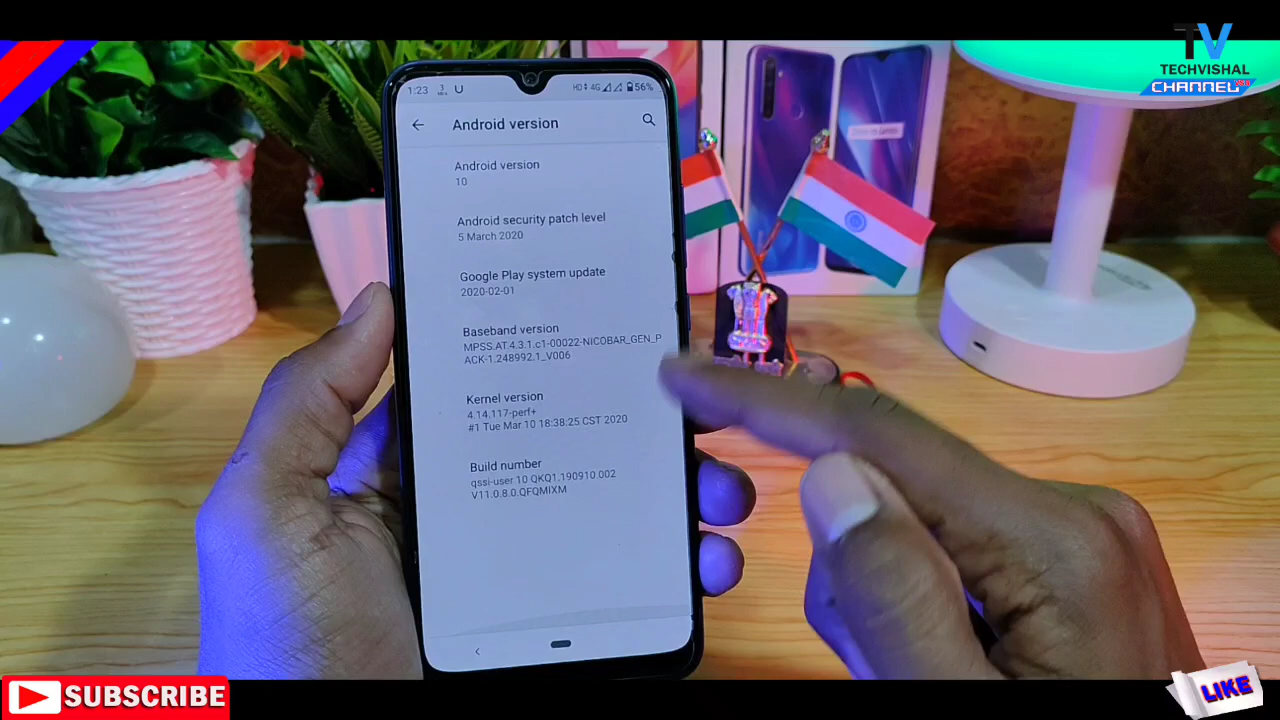 TV
TECHVISHAL
CHANNEL
1:23
HD 4G 56%
Android version
Android version
10
Android security patch level
5 March 2020
Google Play system update
2020-02-01
Baseband version
MPSS.AT.4.3.1.c1-00022-NICOBAR_GEN_P
ACK-1.248992.1_V006
Kernel version
4.14.117-perf+
#1 Tue Mar 10 18:38:25 CST 2020
Build number
qssi-user 10 QKQ1.190910.002
V11.0.8.0.QFQMIXM
SUBSCRIBE
LIKE